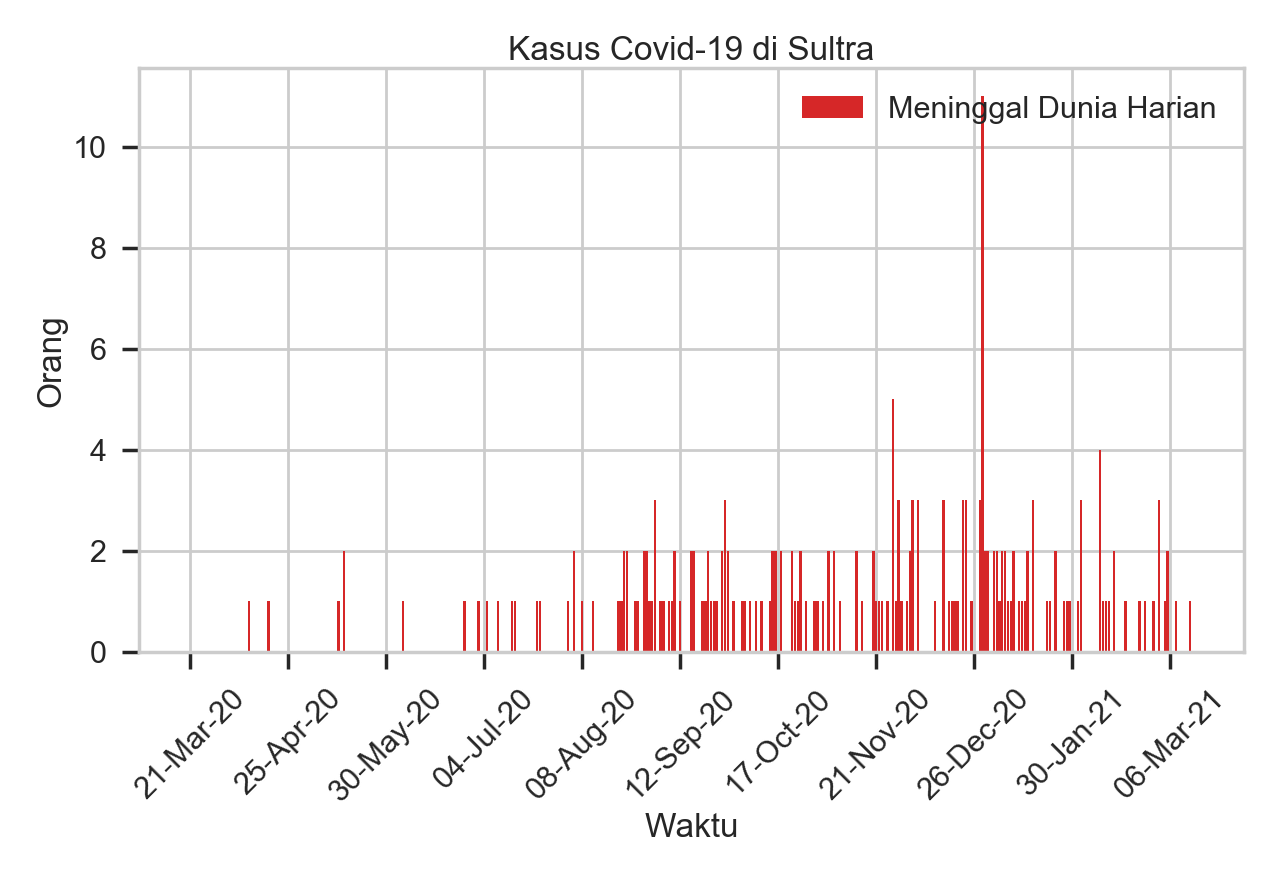 Kasus Covid-19 di Sultra
Meninggal Dunia Harian
10
8
6
4
2
0
Orang
21-Mar-20
25-Apr-20
30-May-20
04-Jul-20
08-Aug-20
12-Sep-20
17-Oct-20
21-Nov-20
26-Dec-20
30-Jan-21
06-Mar-21
Waktu